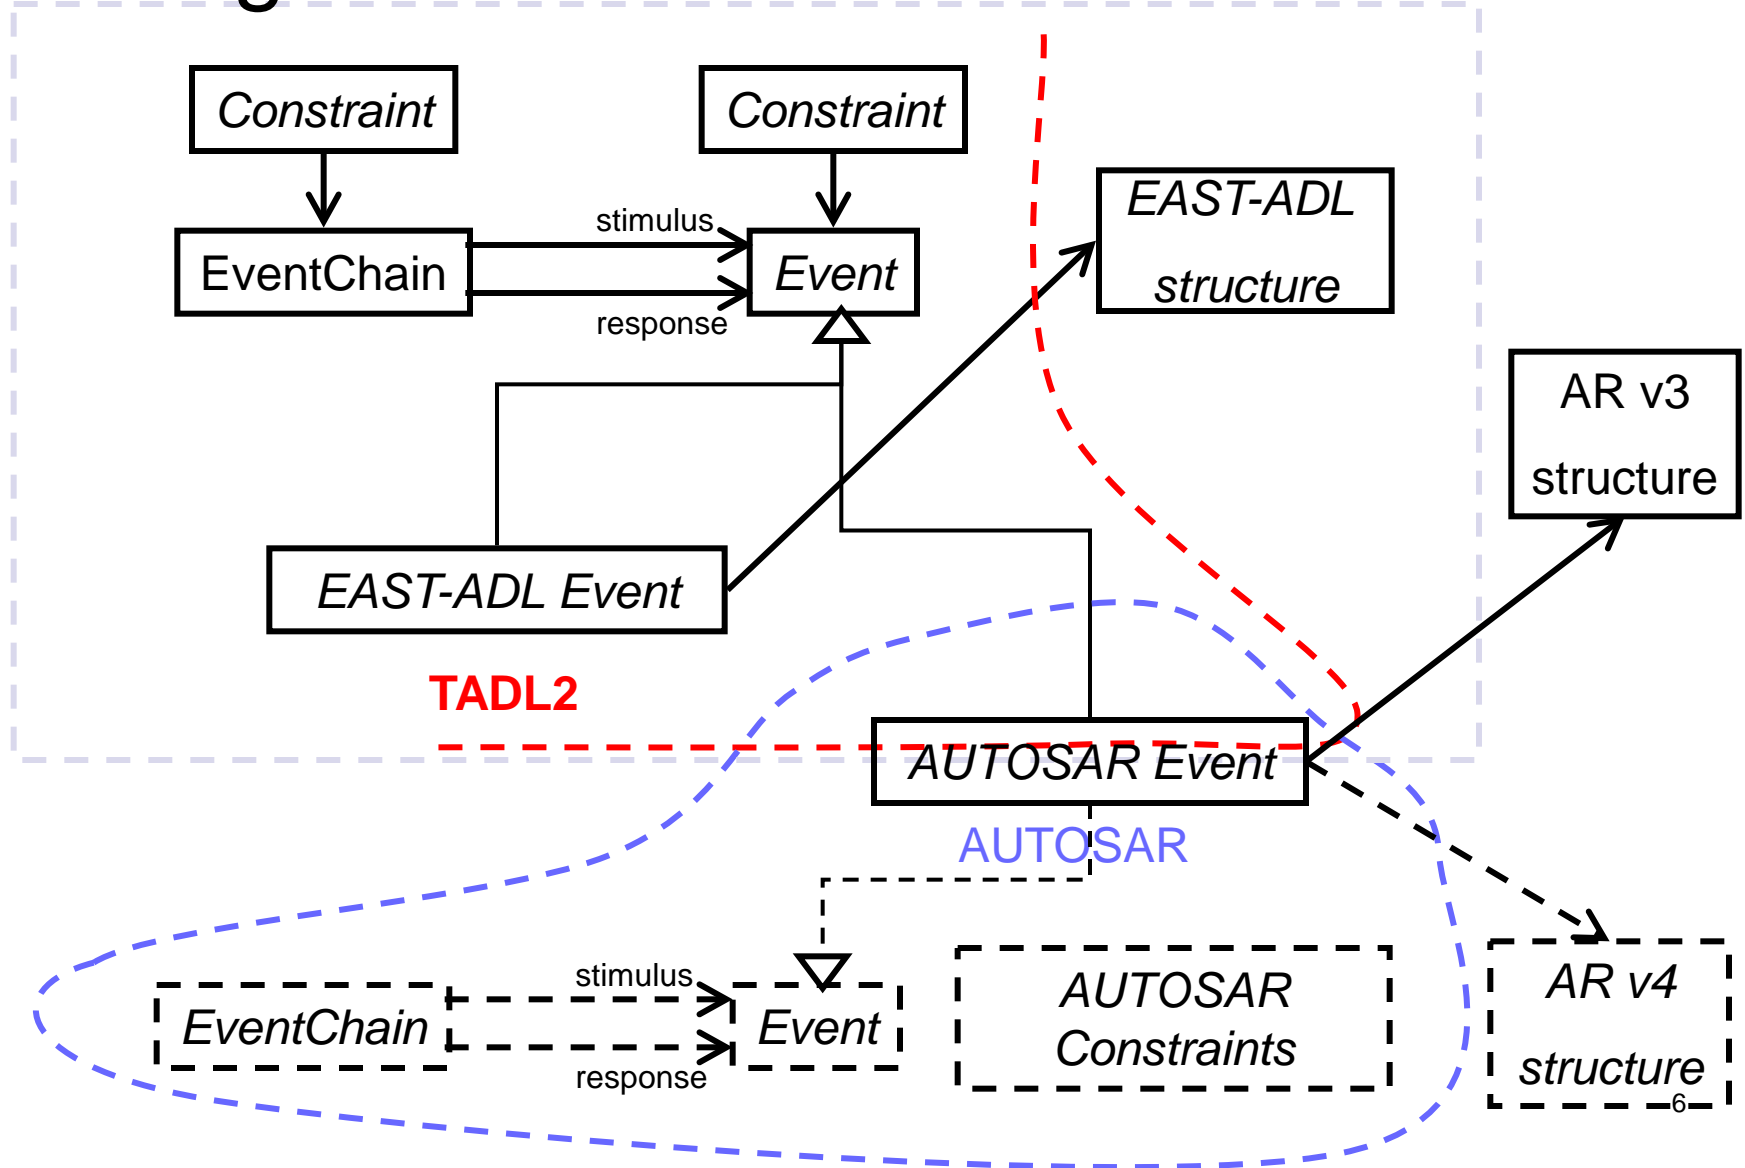 Constraint
Constraint
EAST-ADL
structure
stimulus
EventChain
Event
response
AR v3
structure
EAST-ADL Event
TADL2
AUTOSAR Event
AUTOSAR
stimulus
EventChain
Event
response
AUTOSAR
Constraints
AR v4
structure
6